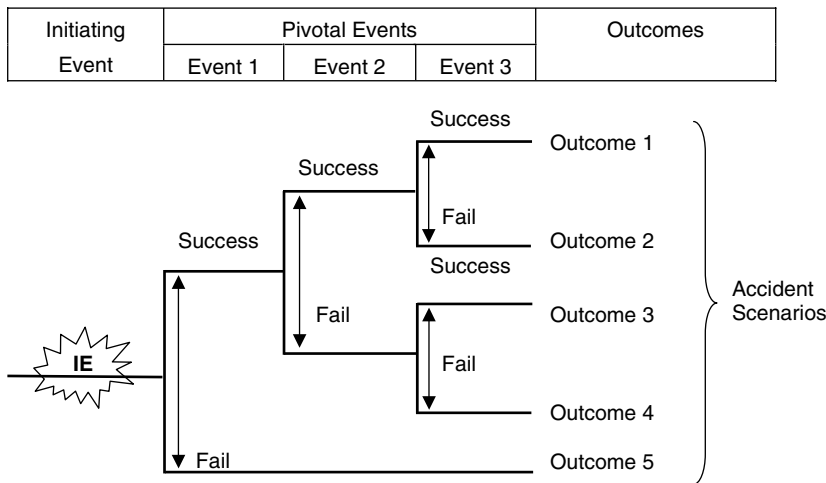 Initiating Event
Pivotal Events
Outcomes
Event 1
Event 2
Event 3
Success
Outcome 1
Success
Fail
Success
Outcome 2
Success
Fail
Outcome 3
Accident
Scenarios
IE
Fail
Outcome 4
Fail
Outcome 5